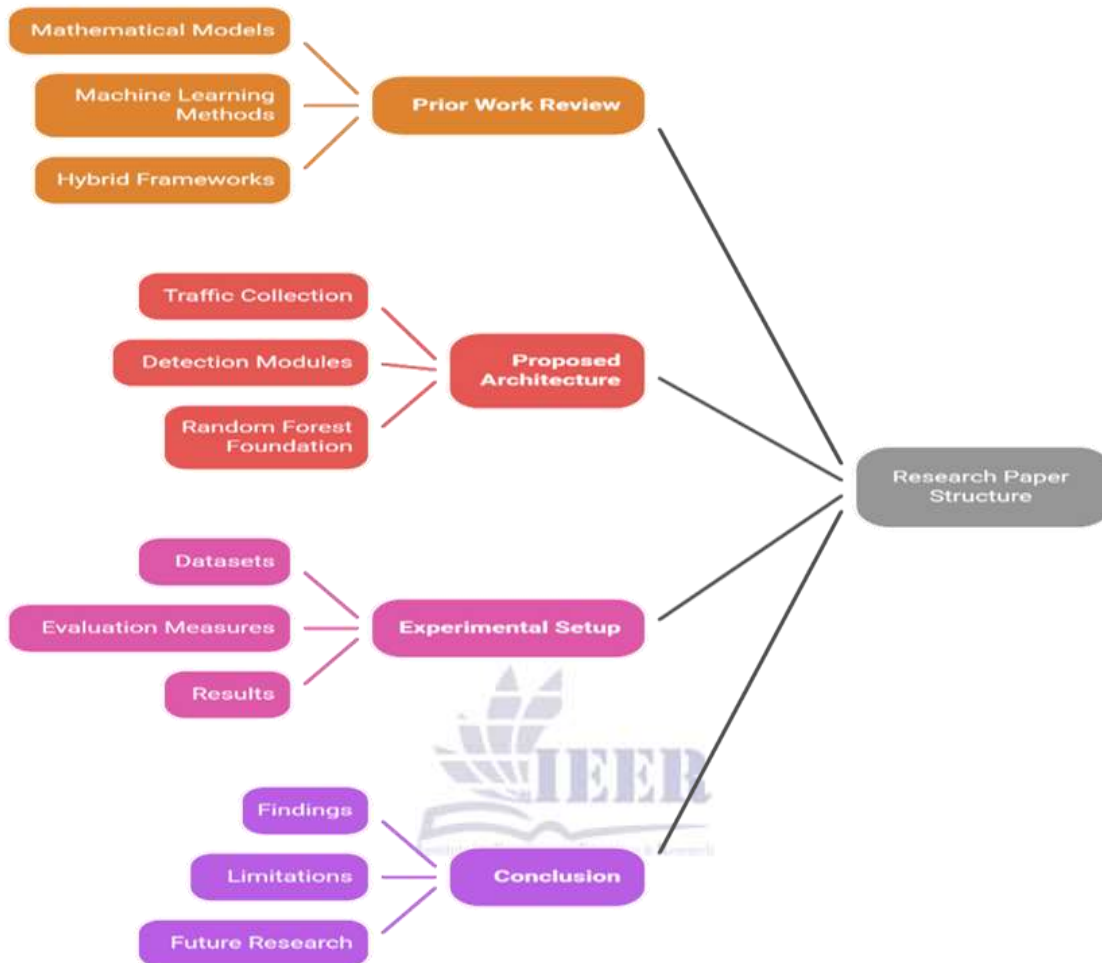 Mathematical Models
Machine Learning
Methods
Hybrid Frameworks
Prior Work Review
Traffic Collection
Detection Modules
Random Forest
Foundation
Proposed
Architecture
Research Paper
Structure
Datasets
Evaluation Measures
Results
Experimental Setup
IEER
Findings
Limitations
Future Research
Conclusion